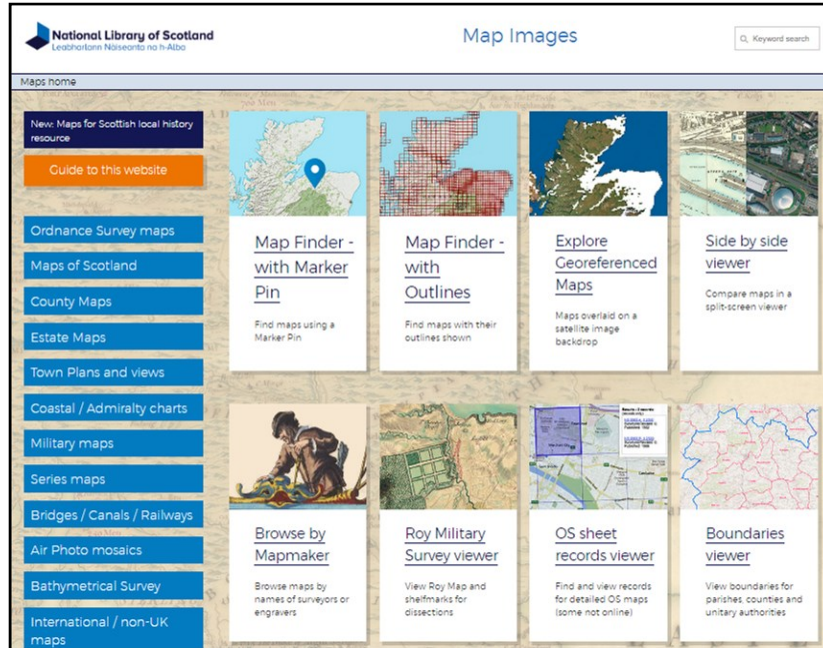 National Library of Scotland
Leabharlann Nàiseanta na h-Alba
Map Images
Keyword search
Maps home
New: Maps for Scottish local history
resource
Guide to this website
Ordnance Survey maps
Maps of Scotland
County Maps
Estate Maps
Town Plans and views
Coastal / Admiralty charts
Military maps
Series maps
Bridges / Canals / Railways
Air Photo mosaics
Bathymetrical Survey
International / non-UK
maps
Map Finder -
with Marker
Pin
Find maps using a
Marker Pin
Map Finder -
with
Outlines
Find maps with their
outlines shown
Explore
Georeferenced
Maps
Maps overlaid on a
satellite image
backdrop
Side by side
viewer
Compare maps in a
split-screen viewer
Browse by
Mapmaker
Browse maps by
names of surveyors or
engravers
Roy Military
Survey viewer
View Roy Map and
shelfmarks for
dissections
OS sheet
records viewer
Find and view records
for detailed OS maps
(some not online)
Boundaries
viewer
View boundaries for
parishes, counties and
unitary authorities